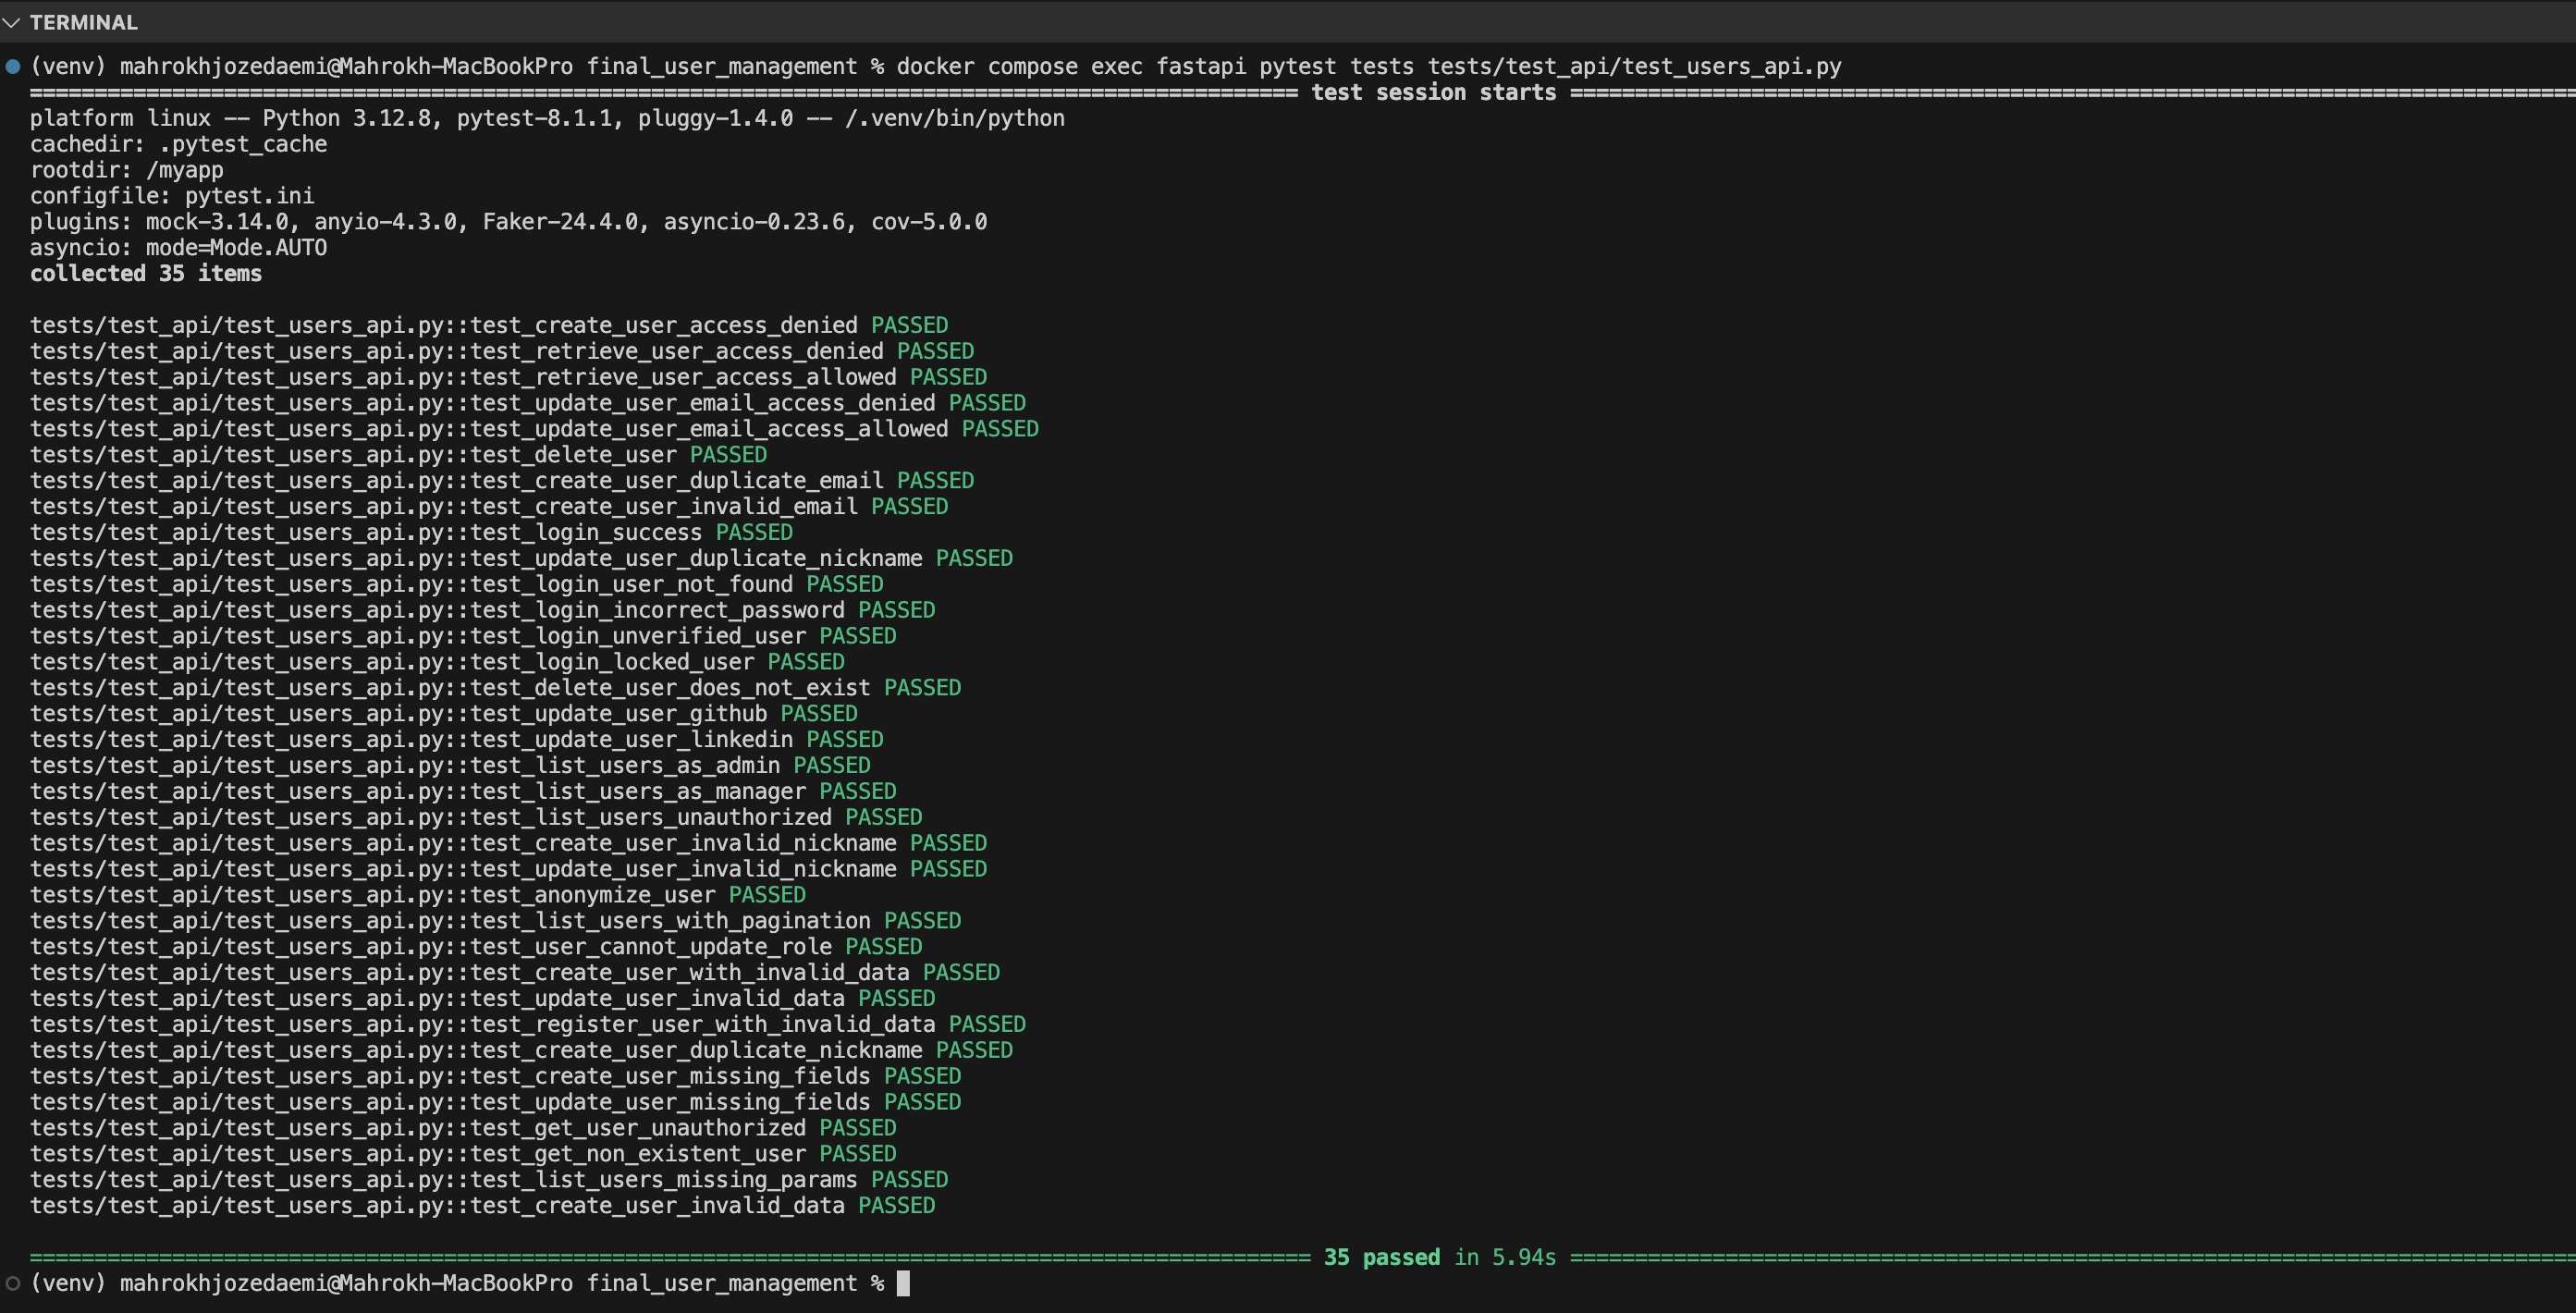 TERMINAL
(venv) mahrokhjozedaemi@Mahrokh-MacBookPro final_user_management % docker compose exec fastapi pytest tests tests/test_api/test_users_api.py
=================================================================================================== test session starts ==============================================================================
platform linux -- Python 3.12.8, pytest-8.1.1, pluggy-1.4.0 -- /.venv/bin/python
cachedir: .pytest_cache
rootdir: /myapp
configfile: pytest.ini
plugins: mock-3.14.0, anyio-4.3.0, Faker-24.4.0, asyncio-0.23.6, cov-5.0.0
asyncio: mode=Mode.AUTO
collected 35 items
tests/test_api/test_users_api.py::test_create_user_access_denied PASSED
tests/test_api/test_users_api.py::test_retrieve_user_access_denied PASSED
tests/test_api/test_users_api.py::test_retrieve_user_access_allowed PASSED
tests/test_api/test_users_api.py::test_update_user_email_access_denied PASSED
tests/test_api/test_users_api.py::test_update_user_email_access_allowed PASSED
tests/test_api/test_users_api.py::test_delete_user PASSED
tests/test_api/test_users_api.py::test_create_user_duplicate_email PASSED
tests/test_api/test_users_api.py::test_create_user_invalid_email PASSED
tests/test_api/test_users_api.py::test_login_success PASSED
tests/test_api/test_users_api.py::test_update_user_duplicate_nickname PASSED
tests/test_api/test_users_api.py::test_login_user_not_found PASSED
tests/test_api/test_users_api.py::test_login_incorrect_password PASSED
tests/test_api/test_users_api.py::test_login_unverified_user PASSED
tests/test_api/test_users_api.py::test_login_locked_user PASSED
tests/test_api/test_users_api.py::test_delete_user_does_not_exist PASSED
tests/test_api/test_users_api.py::test_update_user_github PASSED
tests/test_api/test_users_api.py::test_update_user_linkedin PASSED
tests/test_api/test_users_api.py::test_list_users_as_admin PASSED
tests/test_api/test_users_api.py::test_list_users_as_manager PASSED
tests/test_api/test_users_api.py::test_list_users_unauthorized PASSED
tests/test_api/test_users_api.py::test_create_user_invalid_nickname PASSED
tests/test_api/test_users_api.py::test_update_user_invalid_nickname PASSED
tests/test_api/test_users_api.py::test_anonymize_user PASSED
tests/test_api/test_users_api.py::test_list_users_with_pagination PASSED
tests/test_api/test_users_api.py::test_user_cannot_update_role PASSED
tests/test_api/test_users_api.py::test_create_user_with_invalid_data PASSED
tests/test_api/test_users_api.py::test_update_user_invalid_data PASSED
tests/test_api/test_users_api.py::test_register_user_with_invalid_data PASSED
tests/test_api/test_users_api.py::test_create_user_duplicate_nickname PASSED
tests/test_api/test_users_api.py::test_create_user_missing_fields PASSED
tests/test_api/test_users_api.py::test_update_user_missing_fields PASSED
tests/test_api/test_users_api.py::test_get_user_unauthorized PASSED
tests/test_api/test_users_api.py::test_get_non_existent_user PASSED
tests/test_api/test_users_api.py::test_list_users_missing_params PASSED
tests/test_api/test_users_api.py::test_create_user_invalid_data PASSED
==================================================================================================== 35 passed in 5.94s ==============================================================================
(venv) mahrokhjozedaemi@Mahrokh-MacBookPro final_user_management %